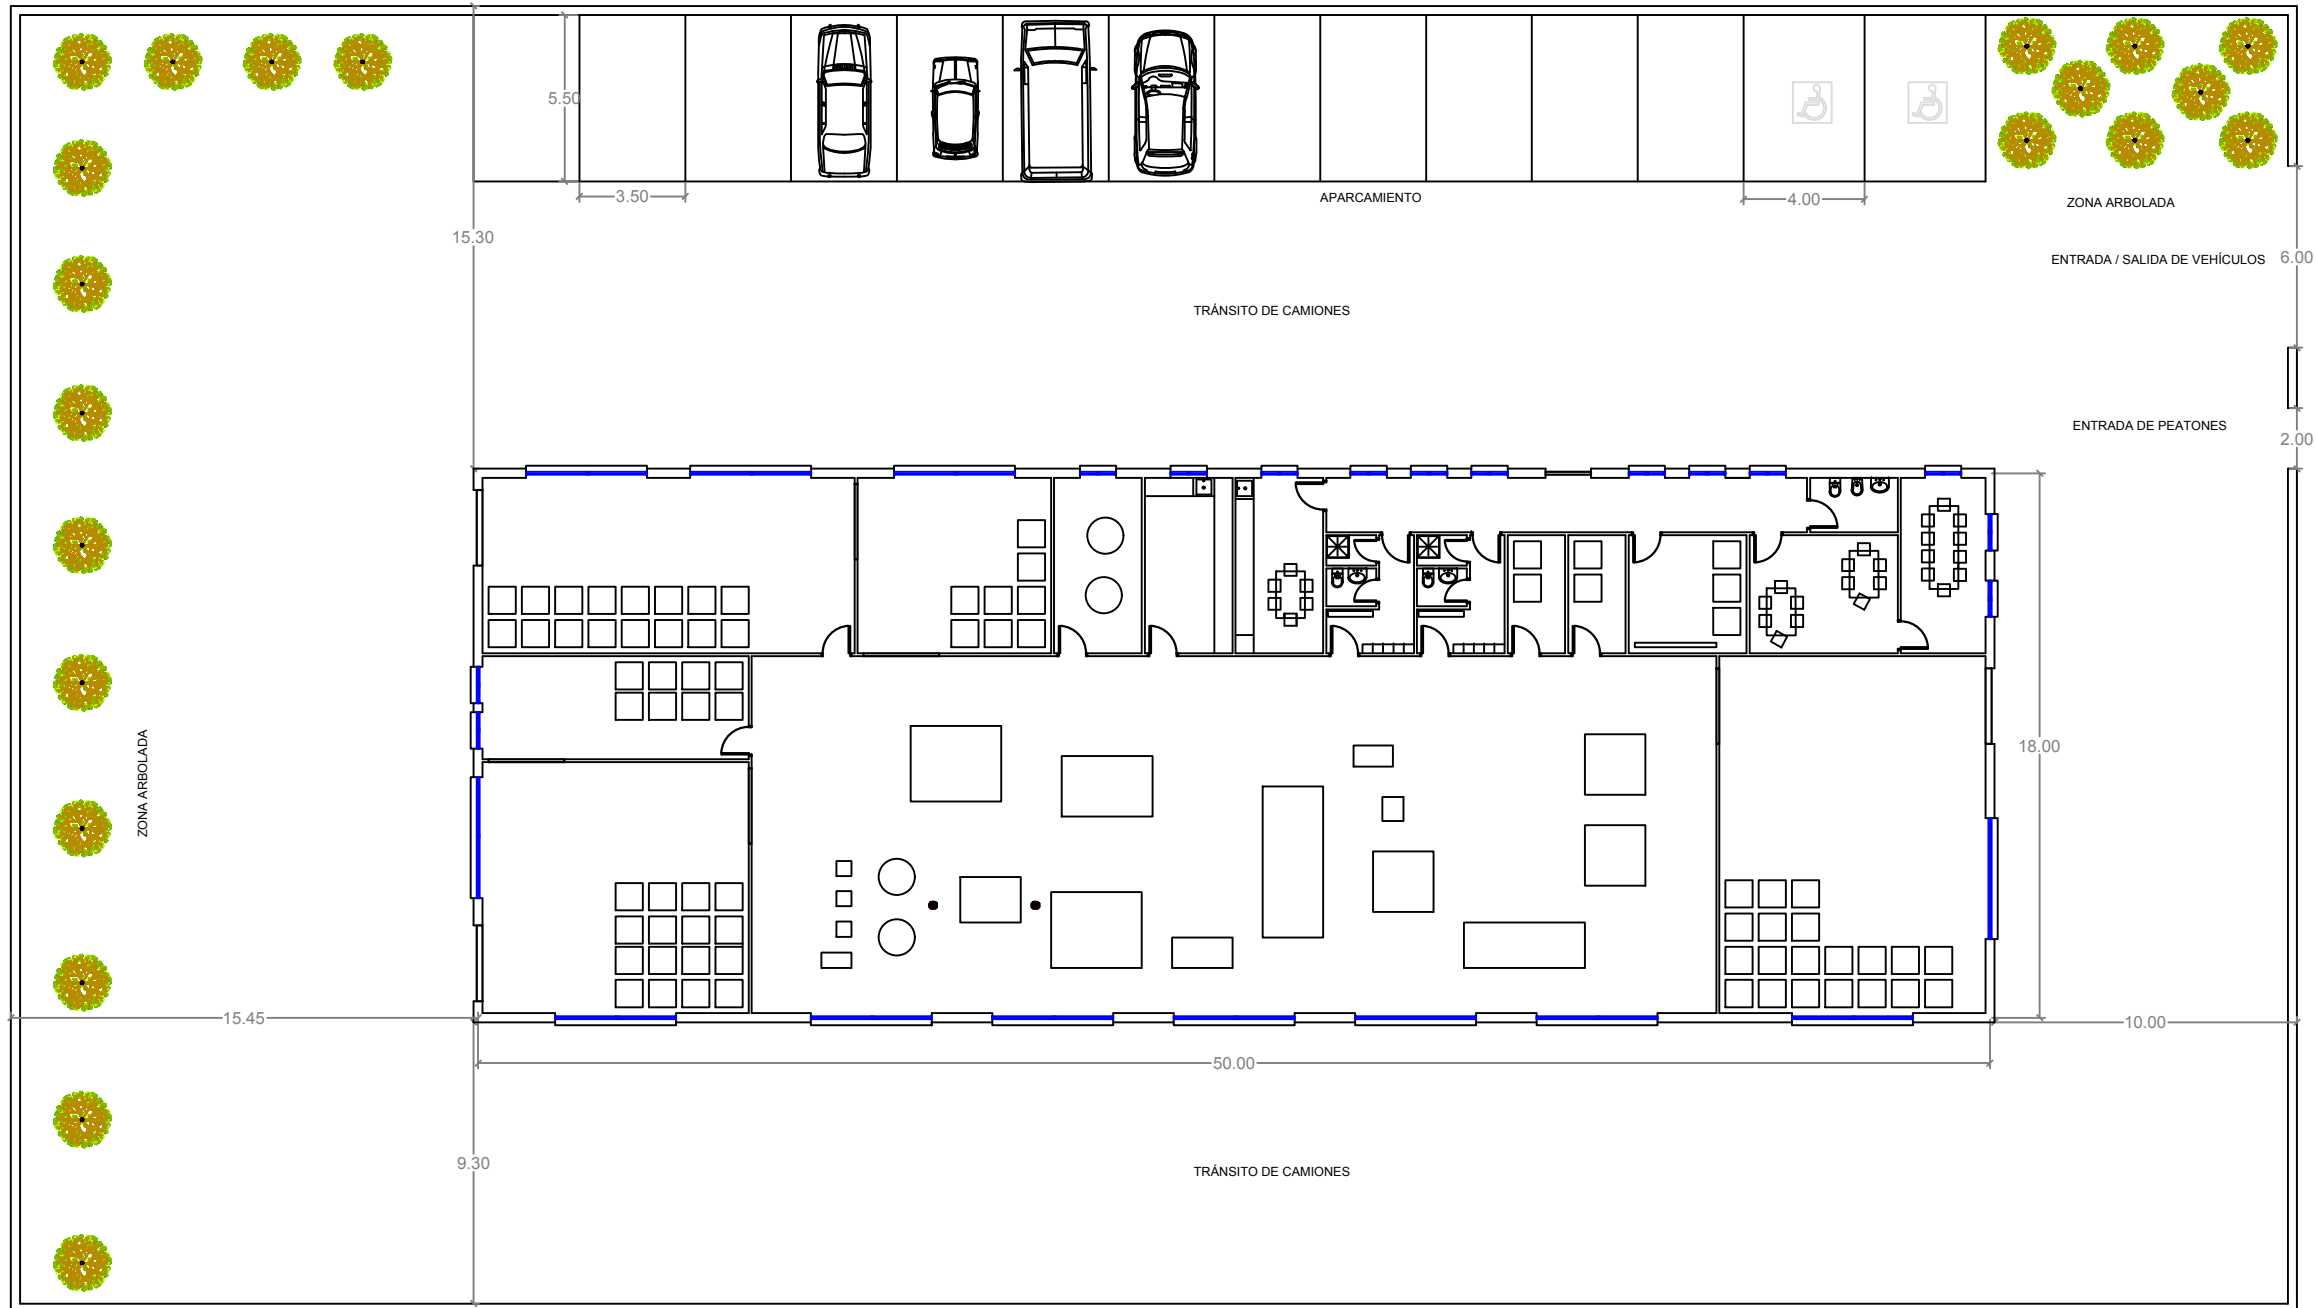 5.50
3.50
APARCAMIENTO
4.00
ZONA ARBOLADA
15.30
ENTRADA / SALIDA DE VEHÍCULOS
6.00
TRÁNSITO DE CAMIONES
ENTRADA DE PEATONES
2.00
ZONA ARBOLADA
18.00
15.45
10.00
50.00
9.30
TRÁNSITO DE CAMIONES